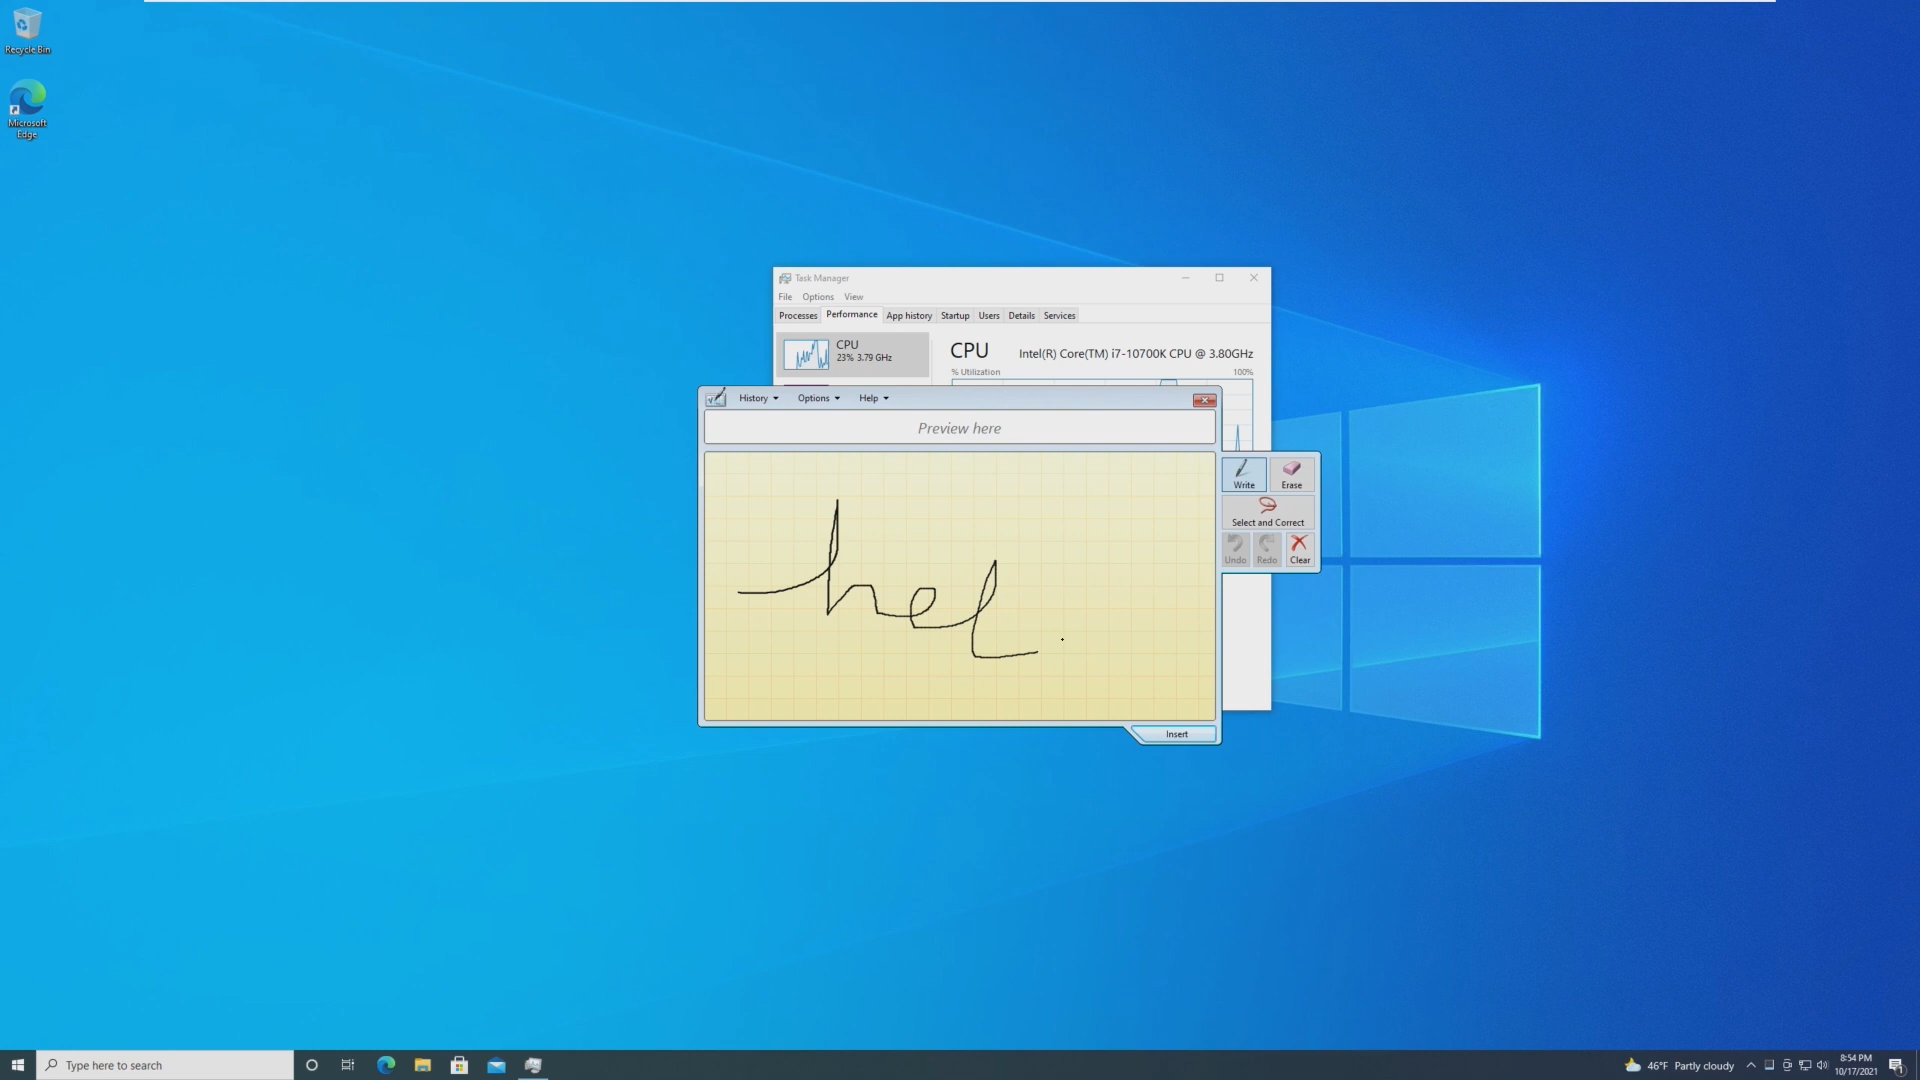 Recycle Bin
Microsoft
Edge
Task Manager
File Options View
Processes Performance App history Startup Users Details Services
CPU
23% 3.79 GHz
CPU Intel(R) Core(TM) i7-10700K CPU @ 3.80GHz
% Utilization 100%
History Options Help
Preview here
hel
Write Erase
Select and Correct
Undo Redo Clear
Insert
Type here to search
46°F Partly cloudy
8:54 PM
10/17/2021
1